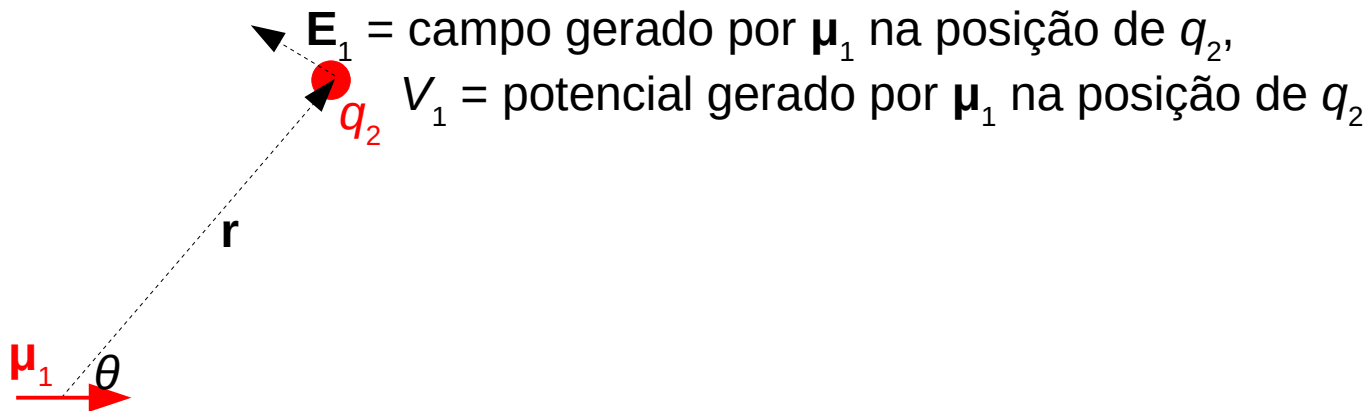 E₁ = campo gerado por μ₁ na posição de q₂,
V₁ = potencial gerado por μ₁ na posição de q₂
q₂
r
μ₁
θ